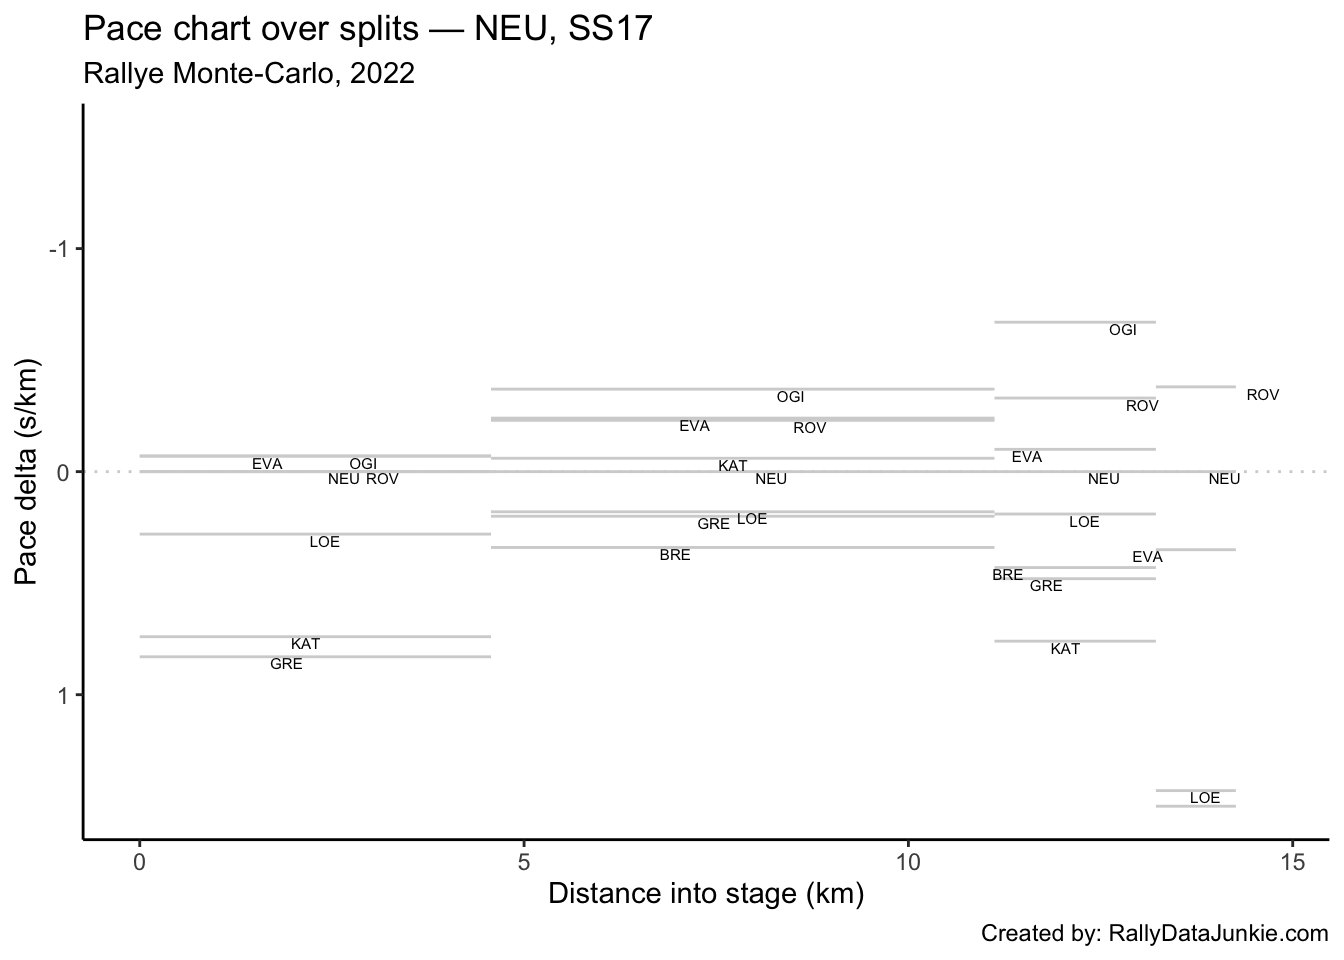 Pace chart over splits — NEU, SS17
Rallye Monte-Carlo, 2022
Pace delta (s/km)
-1
0
1
OGI
ROV
ROV
OGI
EVA
ROV
EVA
EVA
OGI
KAT
NEU ROV
NEU
NEU
NEU
LOE
GRE
LOE
LOE
BRE
EVA
BRE
GRE
KAT
KAT
GRE
LOE
0
5
10
15
Distance into stage (km)
Created by: RallyDataJunkie.com